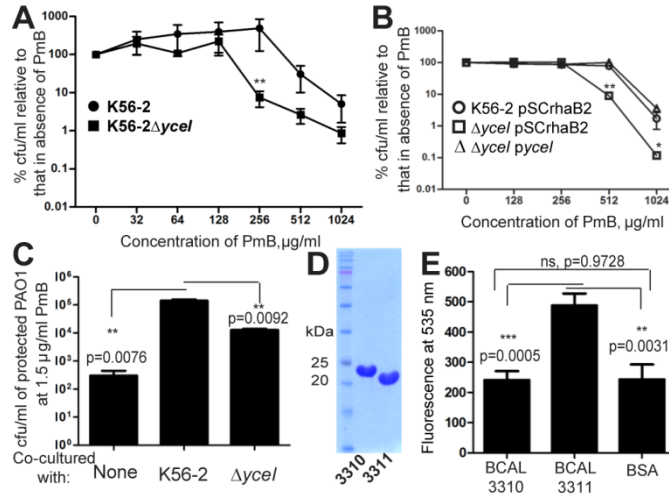 A
% cfu/ml relative to
that in absence of PmB
1000
100
10
1
0.1
0.01
**
K56-2
K56-2ΔyceI
0 32 64 128 256 512 1024
Concentration of PmB,µg/ml
B
% cfu/ml relative to
that in absence of PmB
1000
100
10
1
0.1
0.01
**
*
K56-2 pSCrhaB2
ΔyceI pSCrhaB2
ΔyceI pyceI
0 128 256 512 1024
Concentration of PmB, µg/ml
C
cfu/ml of protected PAO1
at 1.5 µg/ml PmB
10⁶
10⁵
10⁴
10³
10²
10¹
10⁰
**
p=0.0076
**
p=0.0092
Co-cultured
with:
None K56-2 ΔyceI
D
kDa
25
20
3310 3311
E
Fluorescence at 535 nm
600
500
400
300
200
100
0
ns, p=0.9728
***
p=0.0005
**
p=0.0031
BCAL
3310
BCAL
3311
BSA